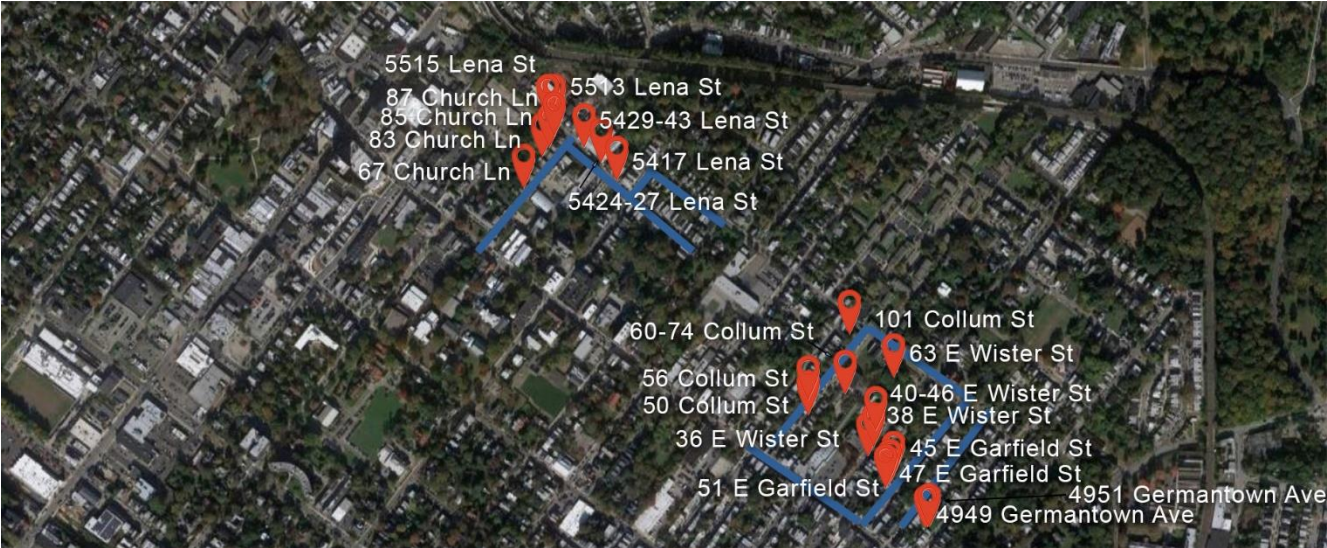 5515 Lena St
5513 Lena St
87 Church Ln
85 Church Ln
5429-43 Lena St
83 Church Ln
5417 Lena St
67 Church Ln
5424-27 Lena St
101 Collum St
60-74 Collum St
63 E Wister St
56 Collum St
40-46 E Wister St
50 Collum St
38 E Wister St
36 E Wister St
45 E Garfield St
47 E Garfield St
51 E Garfield St
4951 Germantown Ave
4949 Germantown Ave